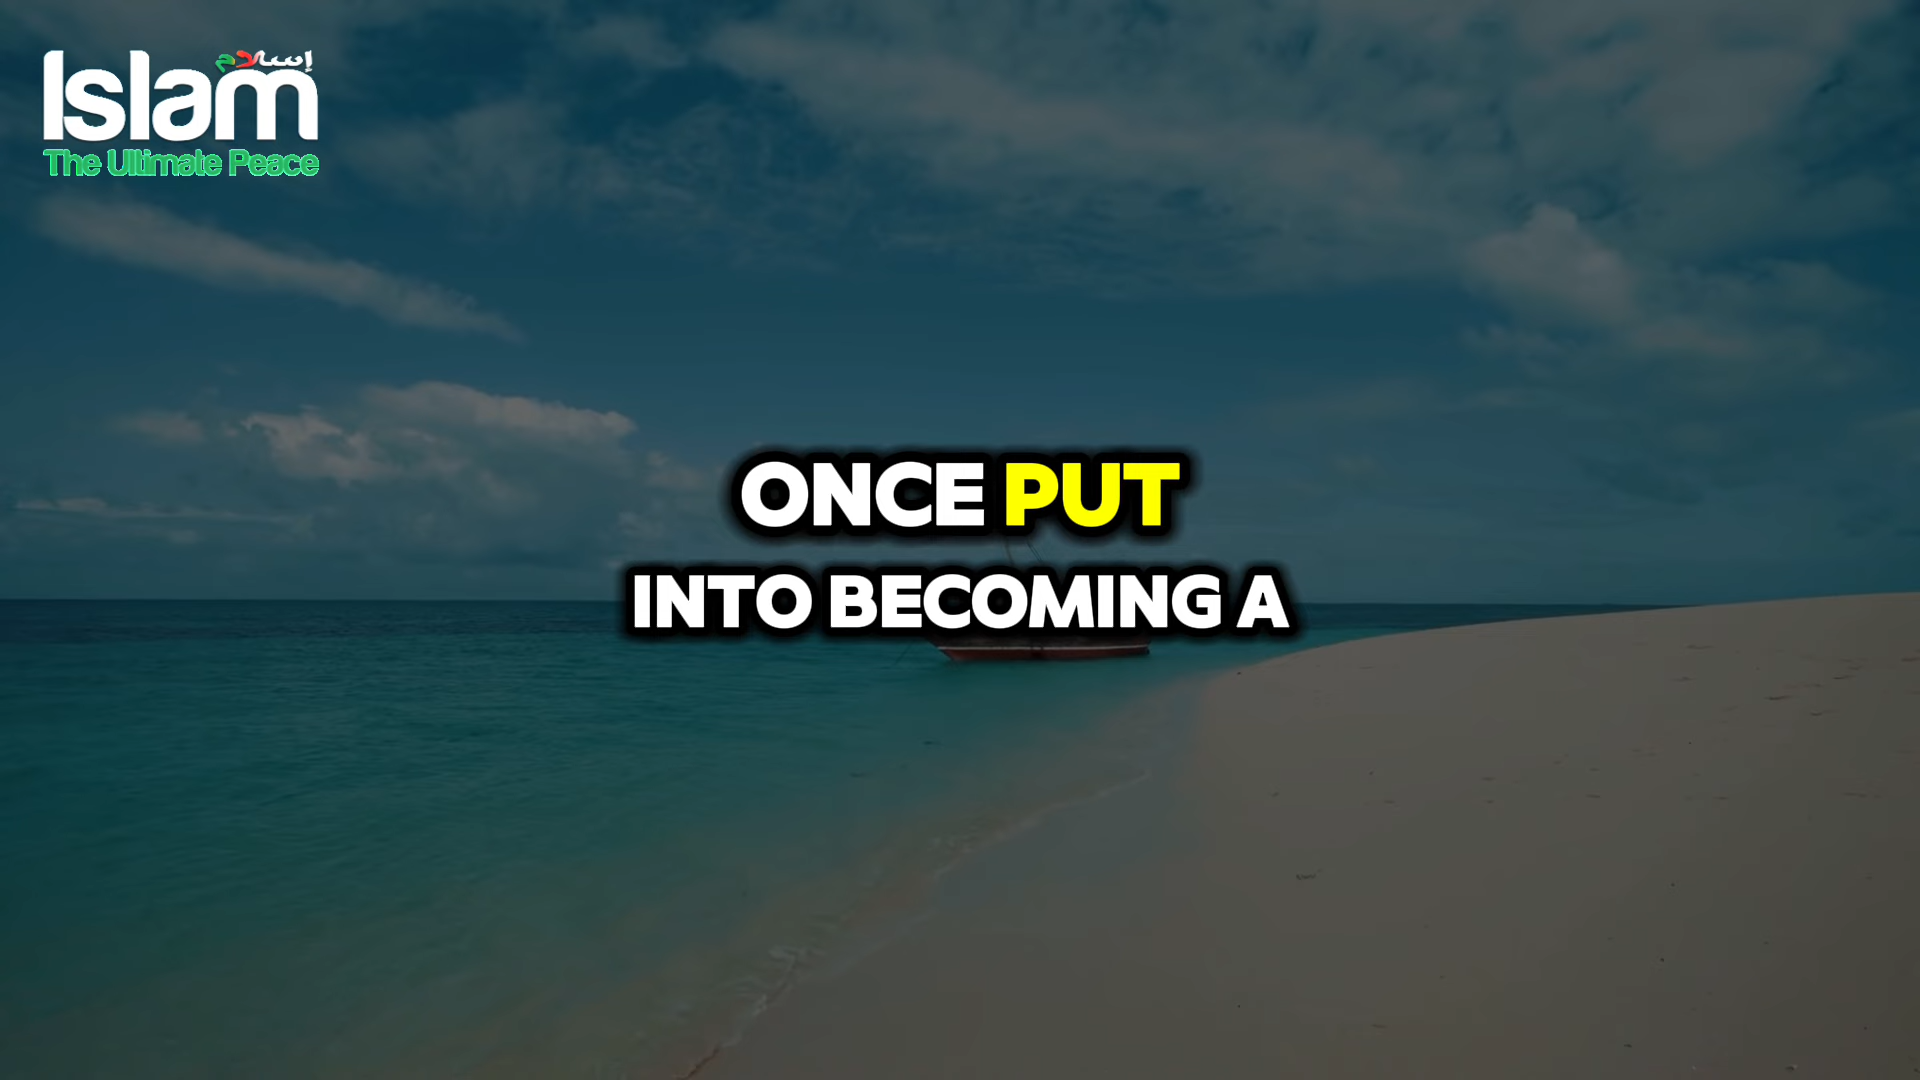 إسلام
Islam
The Ultimate Peace
ONCE PUT
INTO BECOMING A